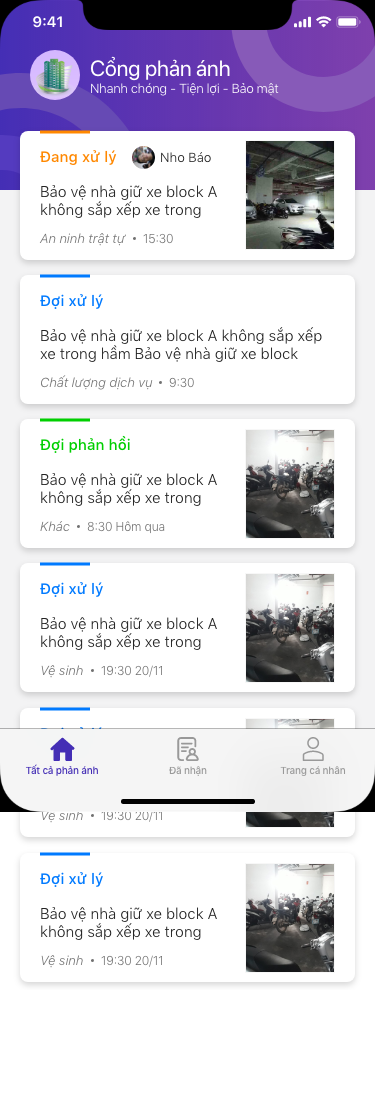 9:41
Cổng phản ánh
Nhanh chóng - Tiện lợi - Bảo mật
Đang xử lý
Nho Báo
Bảo vệ nhà giữ xe block A
không sắp xếp xe trong
An ninh trật tự • 15:30
Đợi xử lý
Bảo vệ nhà giữ xe block A không sắp xếp
xe trong hầm Bảo vệ nhà giữ xe block
Chất lượng dịch vụ • 9:30
Đợi phản hồi
Bảo vệ nhà giữ xe block A
không sắp xếp xe trong
Khác • 8:30 Hôm qua
Đợi xử lý
Bảo vệ nhà giữ xe block A
không sắp xếp xe trong
Vệ sinh • 19:30 20/11
Tất cả phản ánh
Đã nhận
Trang cá nhân
Vệ sinh • 19:30 20/11
Đợi xử lý
Bảo vệ nhà giữ xe block A
không sắp xếp xe trong
Vệ sinh • 19:30 20/11